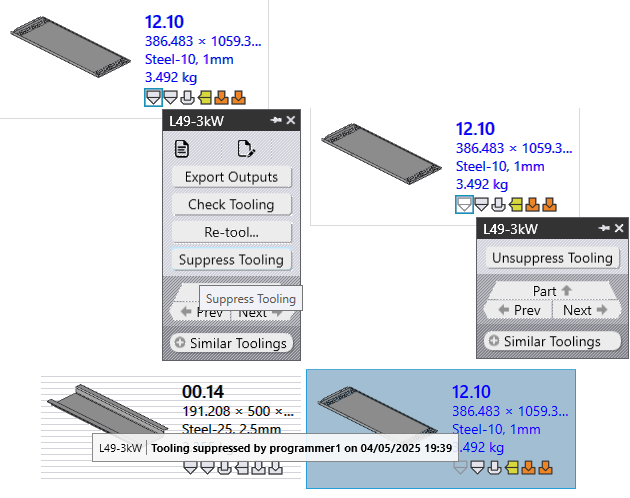 12.10
386.483 × 1059.3...
Steel-10, 1mm
3.492 kg
L49-3kW
Export Outputs
Check Tooling
Re-tool...
Suppress Tooling
Suppress Tooling
Prev
Next
Similar Toolings
12.10
386.483 × 1059.3...
Steel-10, 1mm
3.492 kg
L49-3kW
Unsuppress Tooling
Part
Prev
Next
Similar Toolings
00.14
191.208 × 500 ×...
Steel-25, 2.5mm
12.10
386.483 × 1059.3...
Steel-10, 1mm
.492 kg
L49-3kW | Tooling suppressed by programmer1 on 04/05/2025 19:39